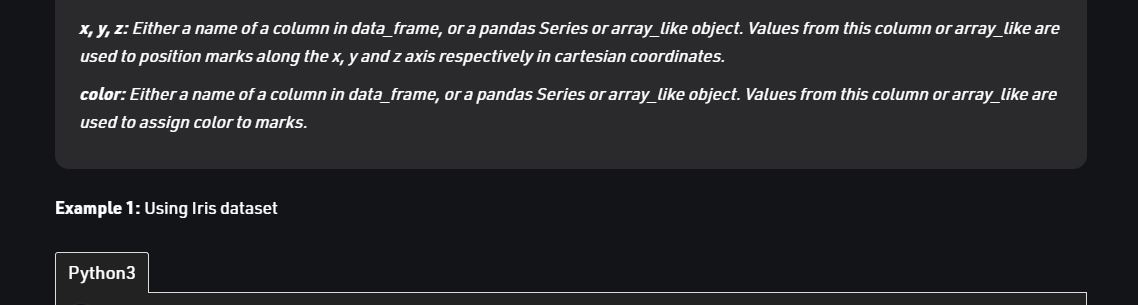 x, y, z: Either a name of a column in data_frame, or a pandas Series or array_like object. Values from this column or array_like are
used to position marks along the x, y and z axis respectively in cartesian coordinates.
color: Either a name of a column in data_frame, or a pandas Series or array_like object. Values from this column or array_like are
used to assign color to marks.
Example 1: Using Iris dataset
Python3